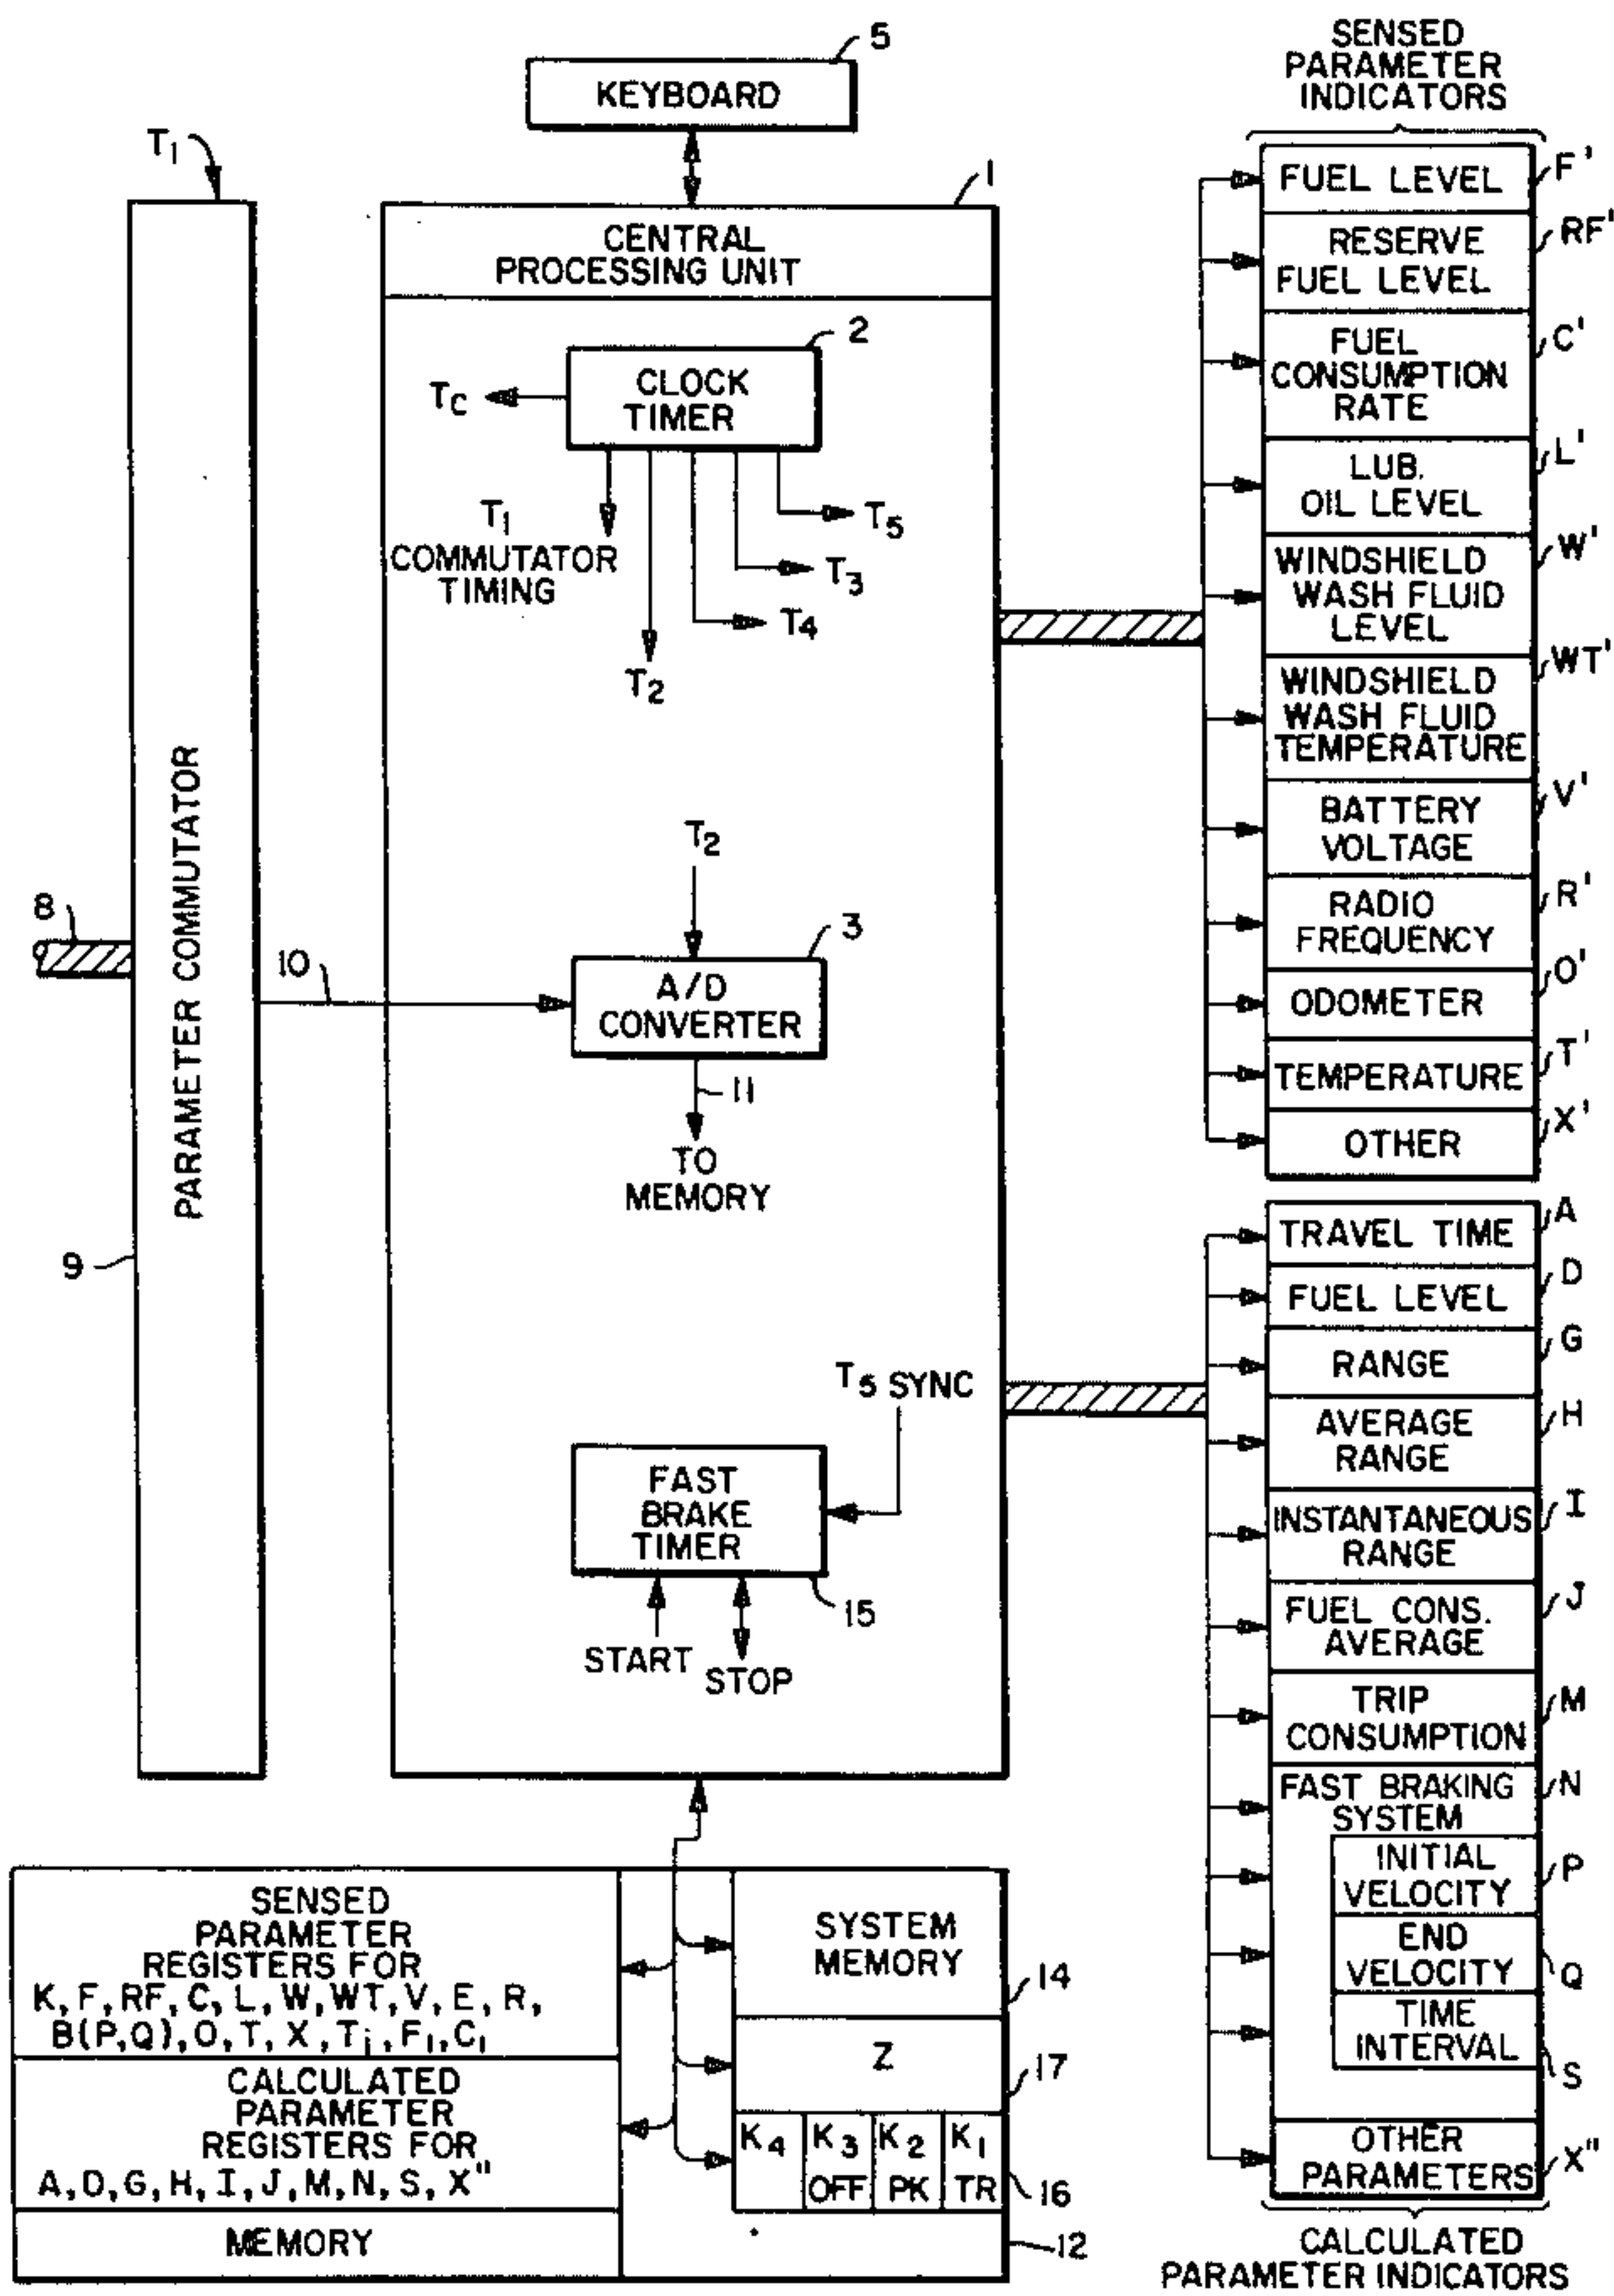 5
KEYBOARD
T1
1
CENTRAL
PROCESSING UNIT
2
CLOCK
TIMER
TC
T1
COMMUTATOR
TIMING
T5
T3
T4
T2
PARAMETER COMMUTATOR
8
9
10
T2
3
A/D
CONVERTER
11
TO
MEMORY
T5 SYNC
FAST
BRAKE
TIMER
15
START
STOP
SENSED
PARAMETER
INDICATORS
FUEL LEVEL F'
RESERVE
FUEL LEVEL
RF'
FUEL
CONSUMPTION
RATE
C'
LUB.
OIL LEVEL
L'
WINDSHIELD
WASH FLUID
LEVEL
W'
WINDSHIELD
WASH FLUID
TEMPERATURE
WT'
BATTERY
VOLTAGE
V'
RADIO
FREQUENCY
R'
ODOMETER O'
TEMPERATURE T'
OTHER X'
TRAVEL TIME A
FUEL LEVEL D
RANGE G
AVERAGE
RANGE
H
INSTANTANEOUS
RANGE
I
FUEL CONS.
AVERAGE
J
TRIP
CONSUMPTION
M
FAST BRAKING
SYSTEM
N
INITIAL
VELOCITY
P
END
VELOCITY
Q
TIME
INTERVAL
S
OTHER
PARAMETERS
X"
CALCULATED
PARAMETER INDICATORS
SENSED
PARAMETER
REGISTERS FOR
K, F, RF, C, L, W, WT, V, E, R,
B(P,Q), O, T, X, Ti, F1, C1
CALCULATED
PARAMETER
REGISTERS FOR
A, D, G, H, I, J, M, N, S, X"
MEMORY
SYSTEM
MEMORY
14
Z
17
K4 K3 K2 K1
OFF PK TR
16
12